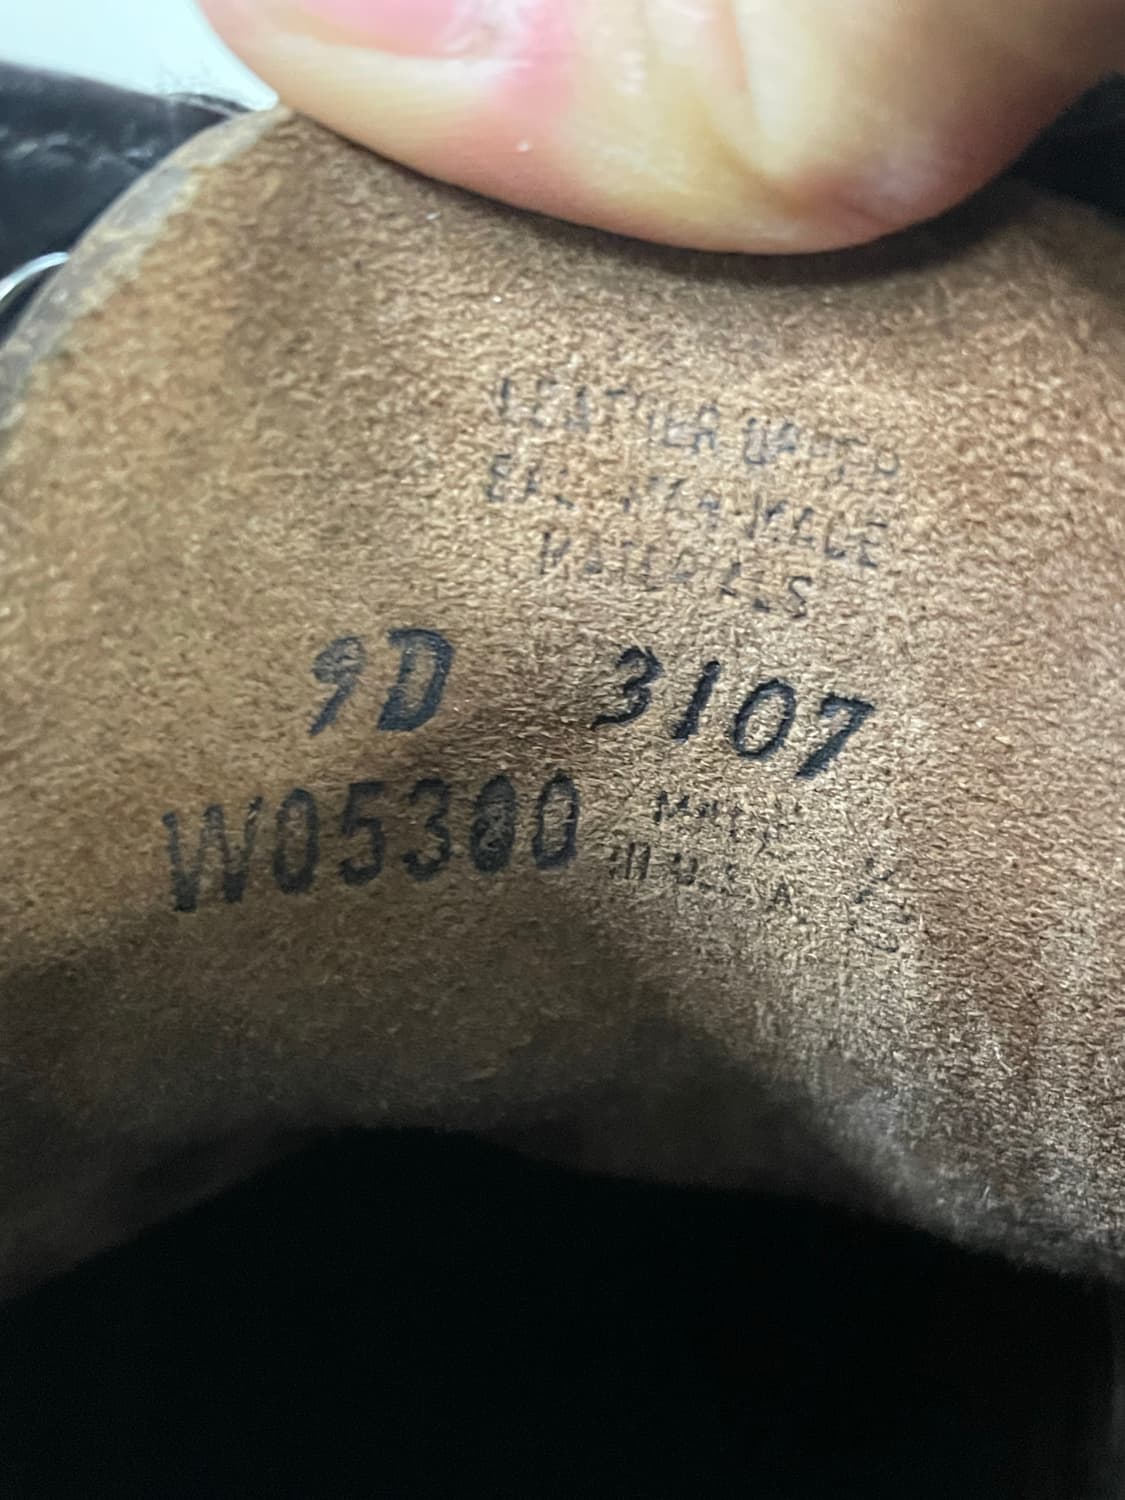 LEATHER UPPER
BAL MAN-MADE
MATERIALS
9D 3107
W05300 MADE
IN U.S.A.